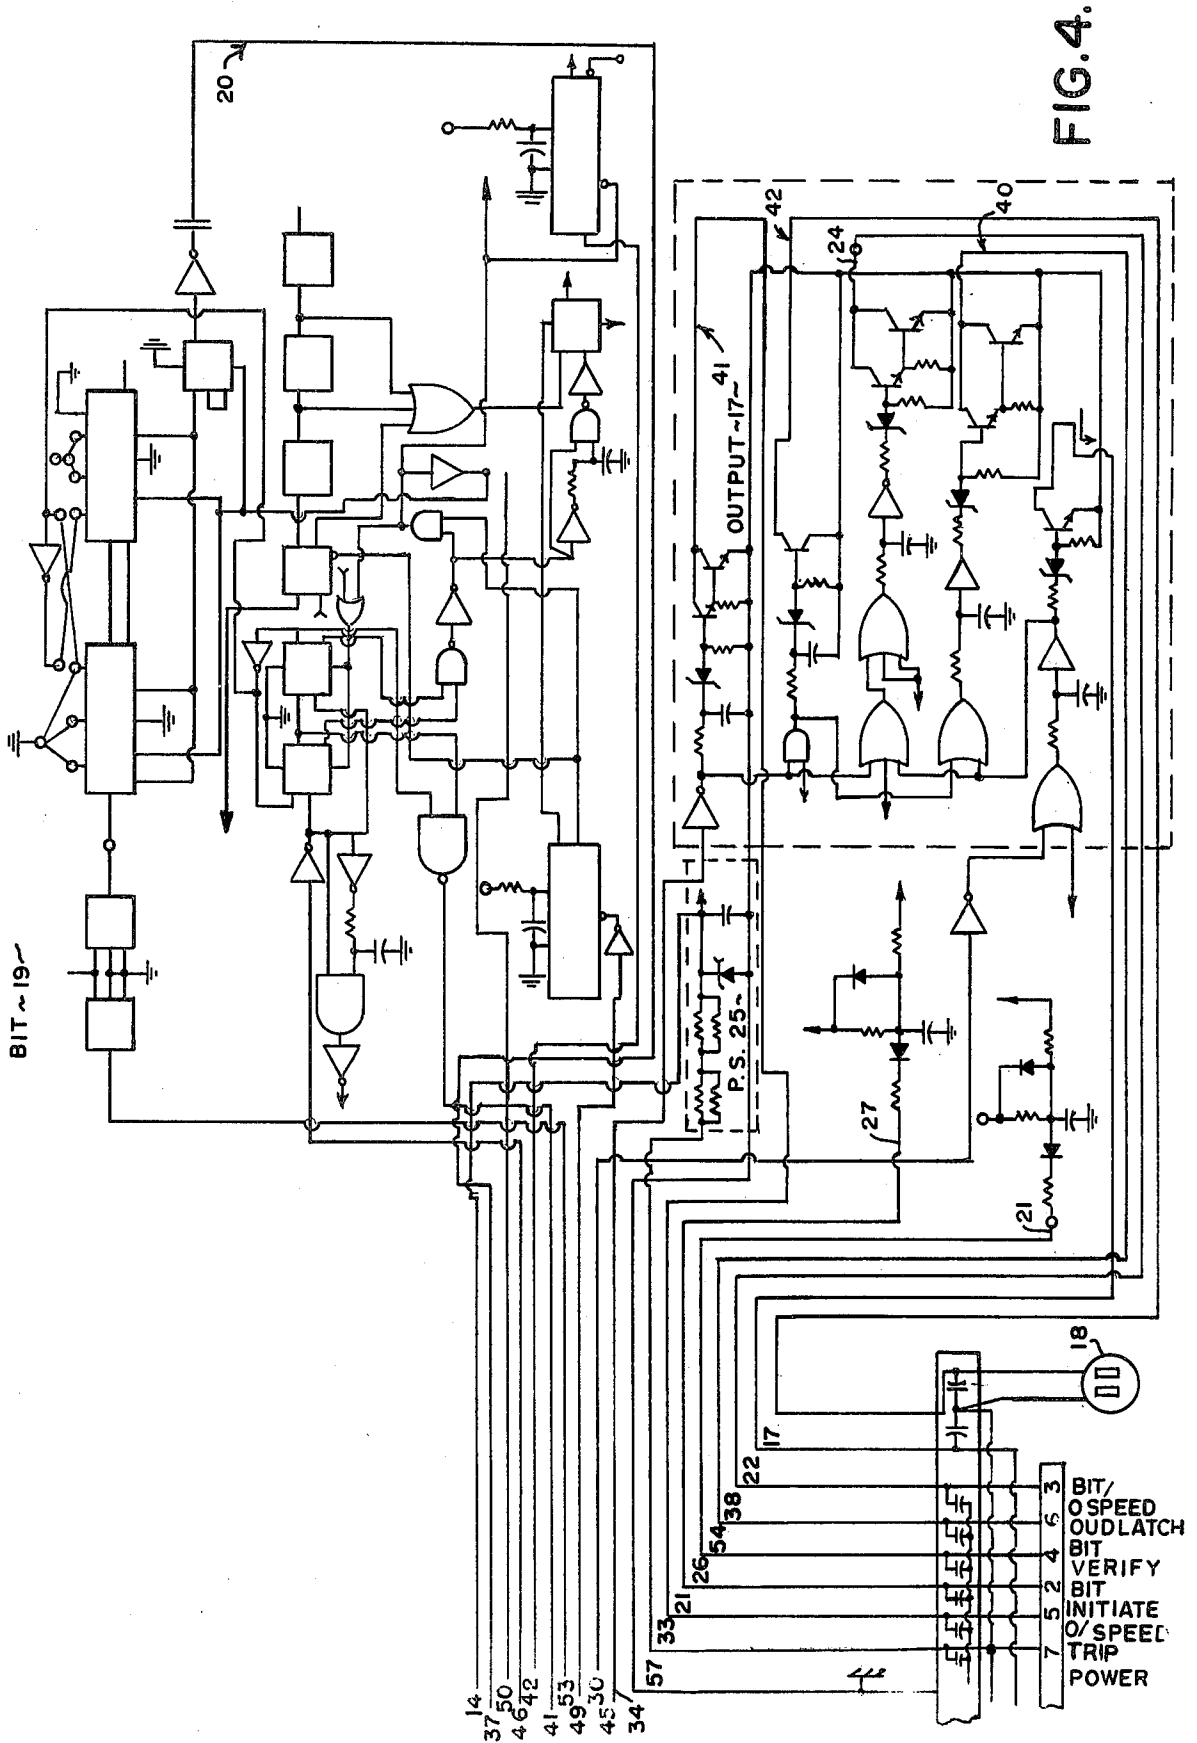 FIG.4.
BIT~19~
20
42
24
40
41
OUTPUT~17~
P.S. 25~
27
21
18
14
37
50
46
42
41
53
49
30
45
34
57
33
21
26
54
38
22
17
3
6
4
2
5
7
BIT/
O SPEED
OUDLATCH
BIT
VERIFY
BIT
INITIATE
O/SPEED
TRIP
POWER